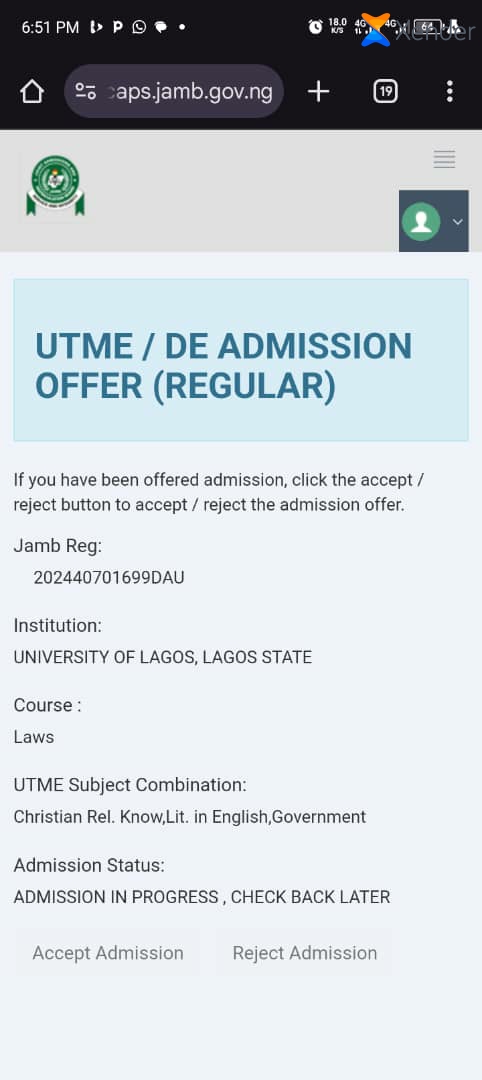 6:51 PM
18.0 4G 4G 64
K/S
Xender
aps.jamb.gov.ng
19
UTME / DE ADMISSION
OFFER (REGULAR)
If you have been offered admission, click the accept /
reject button to accept / reject the admission offer.
Jamb Reg:
202440701699DAU
Institution:
UNIVERSITY OF LAGOS, LAGOS STATE
Course :
Laws
UTME Subject Combination:
Christian Rel. Know,Lit. in English,Government
Admission Status:
ADMISSION IN PROGRESS , CHECK BACK LATER
Accept Admission Reject Admission